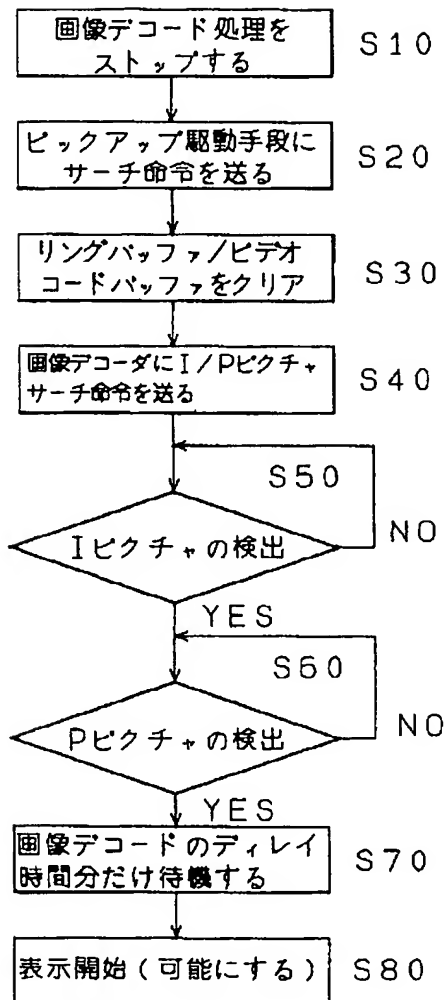 画像デコード処理を
ストップする
S10
ピックアップ駆動手段に
サーチ命令を送る
S20
リングバッファ/ビデオ
コードバッファをクリア
S30
画像デコーダにI/Pピクチャ
サーチ命令を送る
S40
S50
Iピクチャの検出
NO
YES
S60
Pピクチャの検出
NO
YES
画像デコードのディレイ
時間分だけ待機する
S70
表示開始(可能にする)
S80